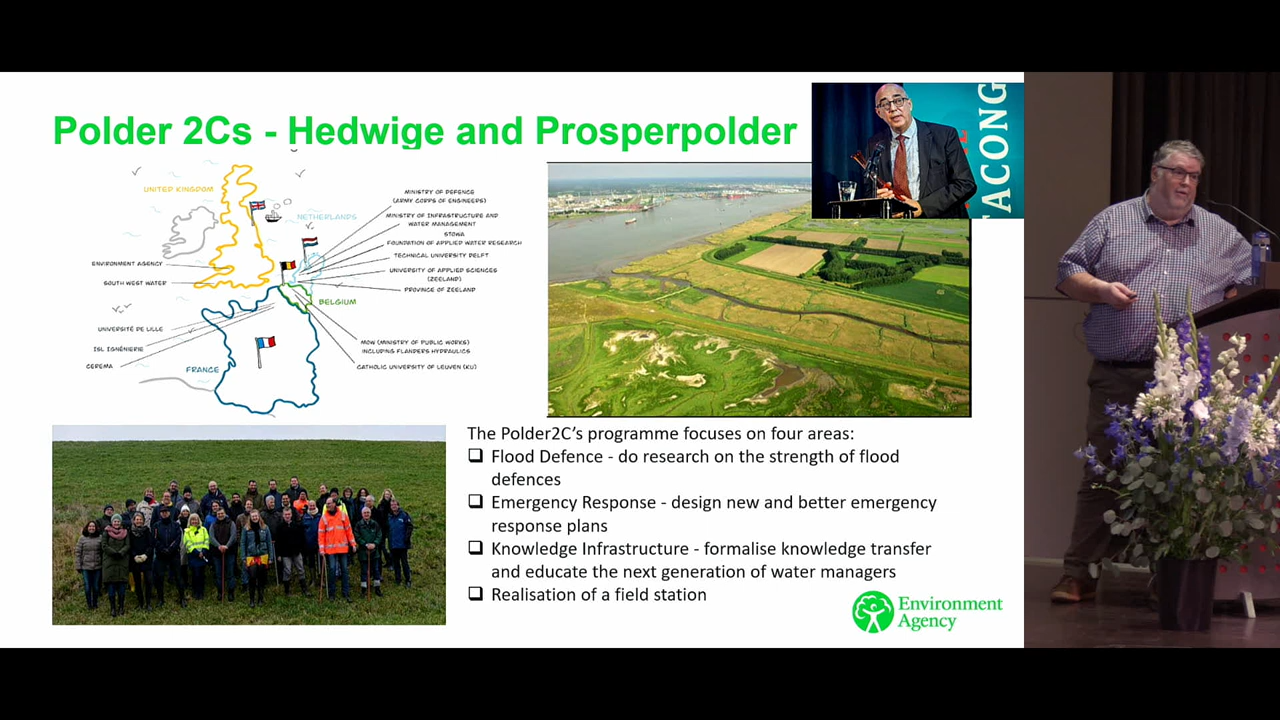 Polder 2Cs - Hedwige and Prosperpolder
TACONG
UNITED KINGDOM
NETHERLANDS
MINISTRY OF DEFENCE
(ARMY CORPS OF ENGINEERS)
MINISTRY OF INFRASTRUCTURE AND
WATER MANAGEMENT
STOWA
FOUNDATION OF APPLIED WATER RESEARCH
TECHNICAL UNIVERSITY DELFT
UNIVERSITY OF APPLIED SCIENCES
(ZEELAND)
PROVINCE OF ZEELAND
ENVIRONMENT AGENCY
SOUTH WEST WATER
BELGIUM
UNIVERSITÉ DE LILLE
ISL IGNÉNIERIE
CEREMA
FRANCE
MOW (MINISTRY OF PUBLIC WORKS)
INCLUDING FLANDERS HYDRAULICS
CATHOLIC UNIVERSITY OF LEUVEN (KU)
The Polder2C's programme focuses on four areas:
Flood Defence - do research on the strength of flood
defences
Emergency Response - design new and better emergency
response plans
Knowledge Infrastructure - formalise knowledge transfer
and educate the next generation of water managers
Realisation of a field station
Environment
Agency